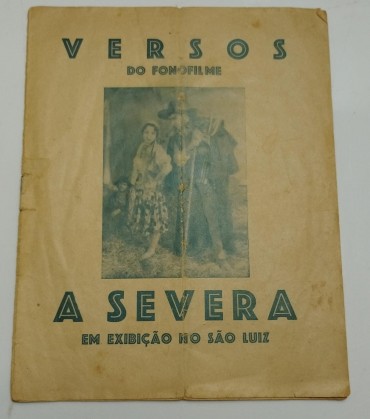 VERSOS
DO FONOFILME
A SEVERA
EM EXIBIÇÃO NO SÃO LUIZ